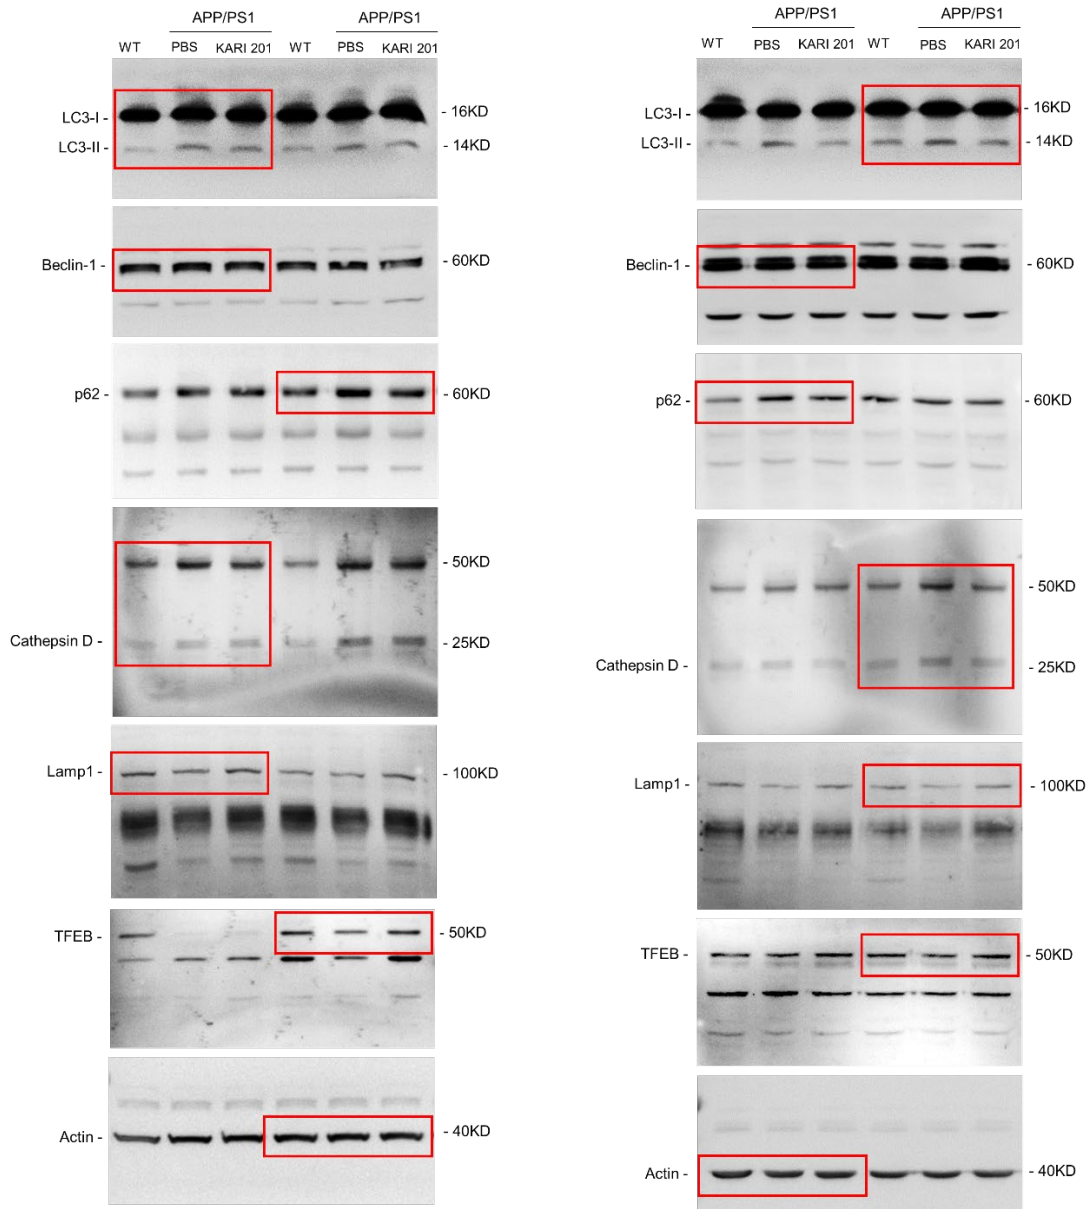 APP/PS1 APP/PS1
WT PBS KARI 201 WT PBS KARI 201
LC3-I - - 16KD
LC3-II - - 14KD
Beclin-1 - - 60KD
p62 - - 60KD
- 50KD
Cathepsin D - - 25KD
Lamp1 - - 100KD
TFEB - - 50KD
Actin - - 40KD
APP/PS1 APP/PS1
WT PBS KARI 201 WT PBS KARI 201
LC3-I - - 16KD
LC3-II - - 14KD
Beclin-1 - - 60KD
p62 - - 60KD
- 50KD
Cathepsin D - - 25KD
Lamp1 - - 100KD
TFEB - - 50KD
Actin - - 40KD